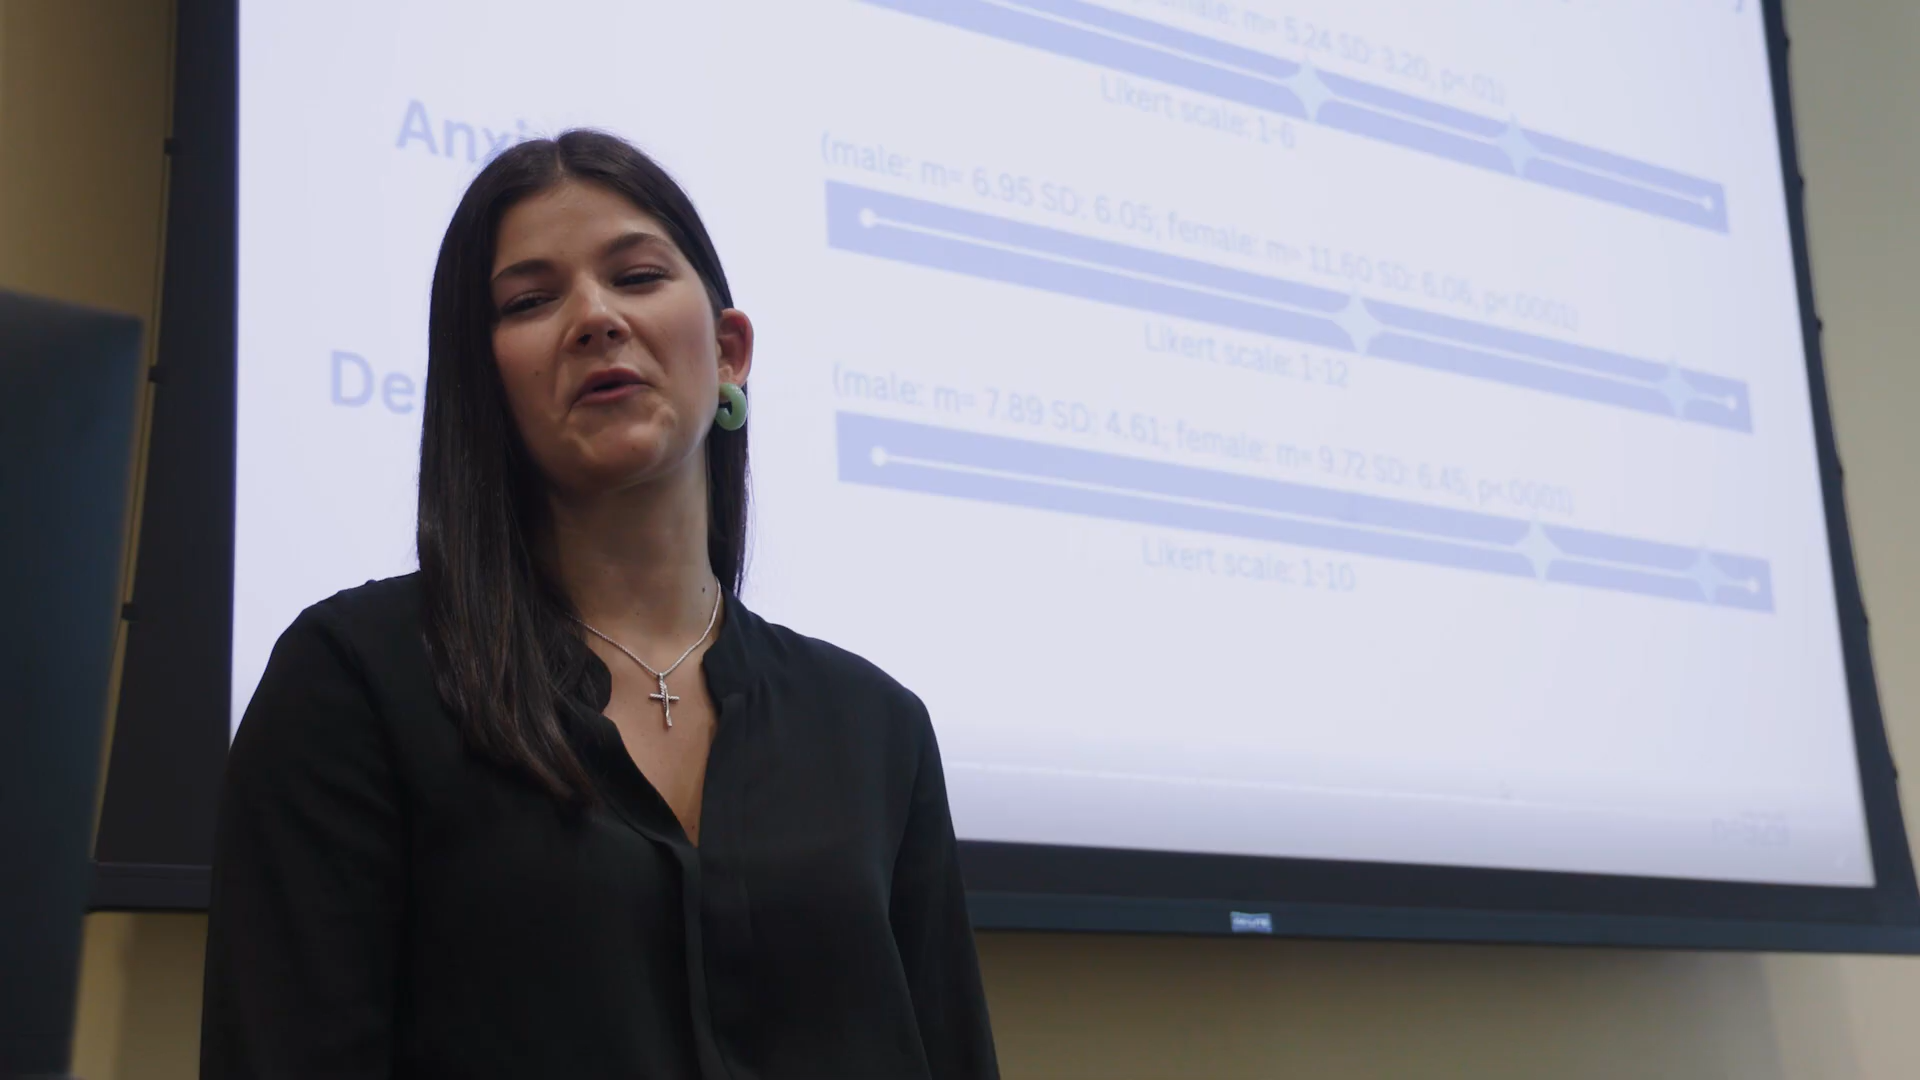 female: m= 5.24 SD: 3.20, p<.01)
Likert scale: 1-6
Anxi
(male: m= 6.95 SD: 6.05; female: m= 11.60 SD: 6.06, p<.0001)
Likert scale: 1-12
De
(male: m= 7.89 SD: 4.61; female: m= 9.72 SD: 6.45, p<.0001)
Likert scale: 1-10